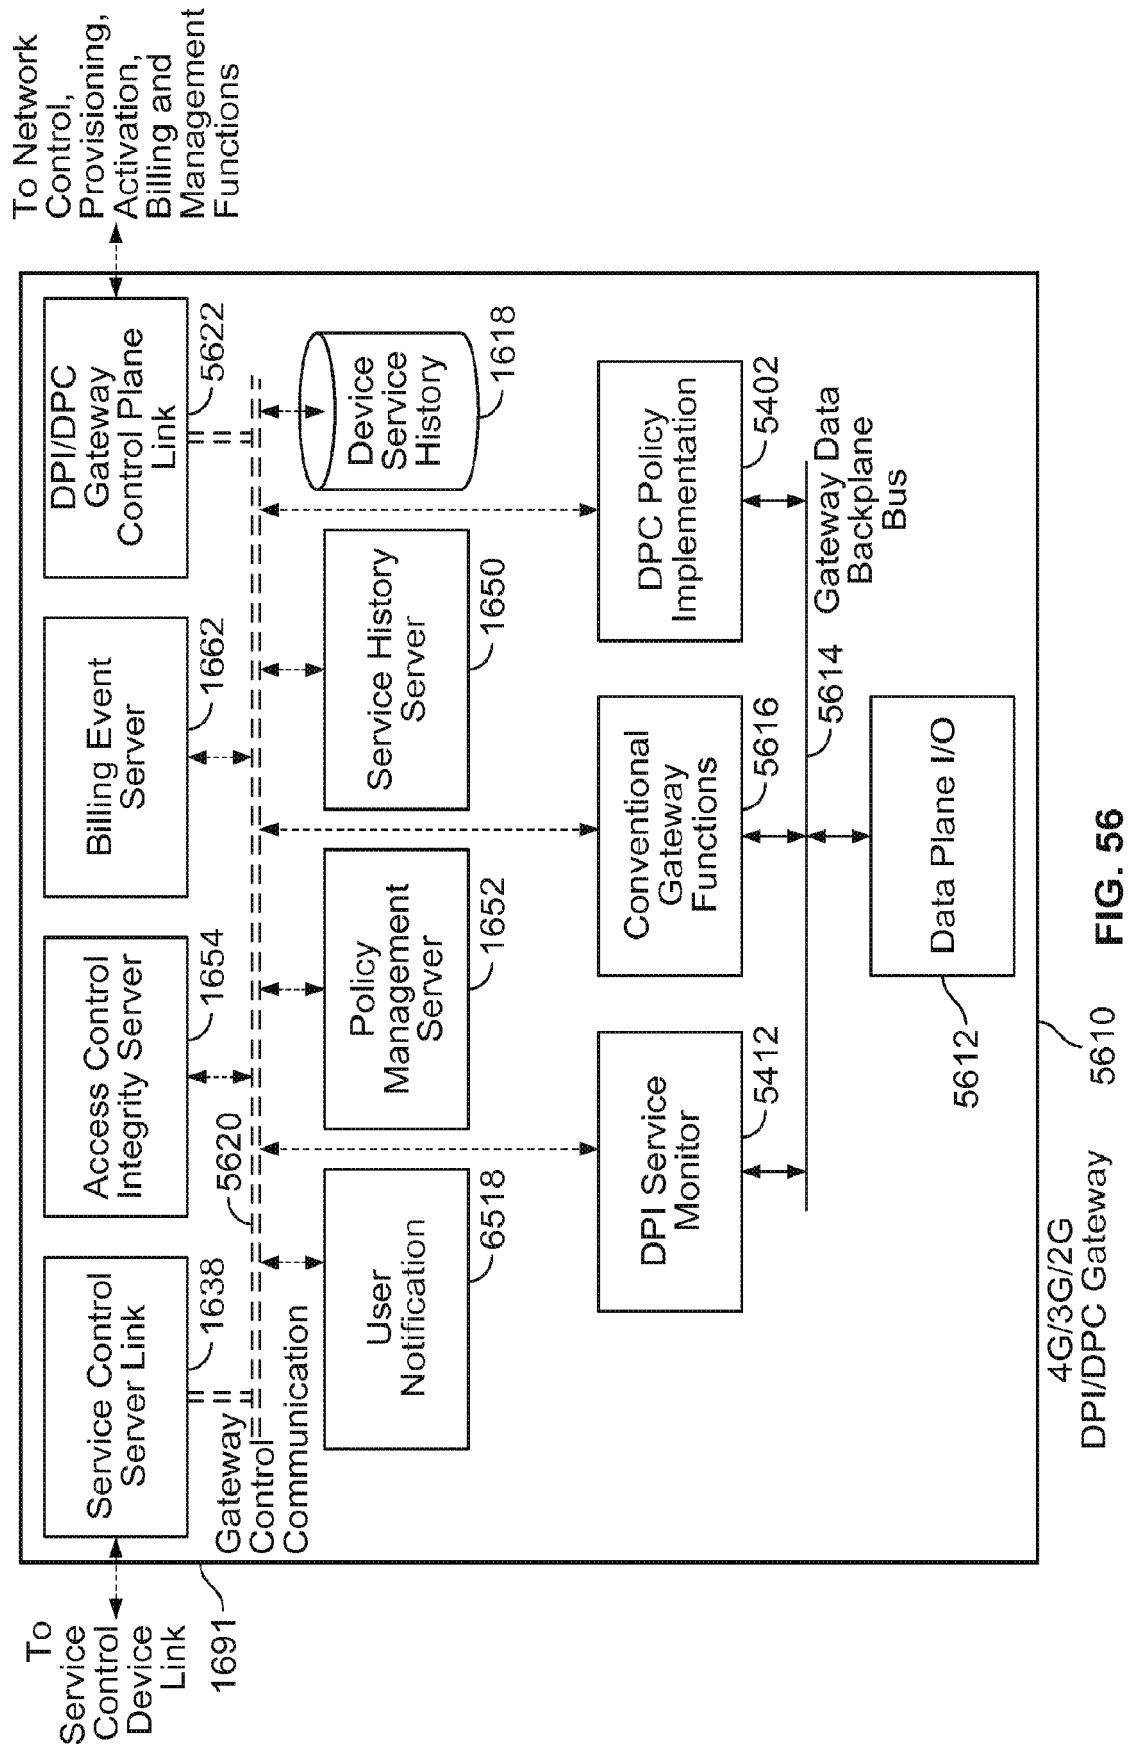 To
Service
Control
Device
Link
1691
Service Control
Server Link
1638
Access Control
Integrity Server
1654
Billing Event
Server
1662
DPI/DPC
Gateway
Control Plane
Link
5622
To Network
Control,
Provisioning,
Activation,
Billing and
Management
Functions
Gateway
Control
Communication
5620
User
Notification
6518
Policy
Management
Server
1652
Service History
Server
1650
Device
Service
History
1618
DPI Service
Monitor
5412
Conventional
Gateway
Functions
5616
DPC Policy
Implementation
5402
5614
Gateway Data
Backplane
Bus
Data Plane I/O
5612
4G/3G/2G
DPI/DPC Gateway
5610
FIG. 56